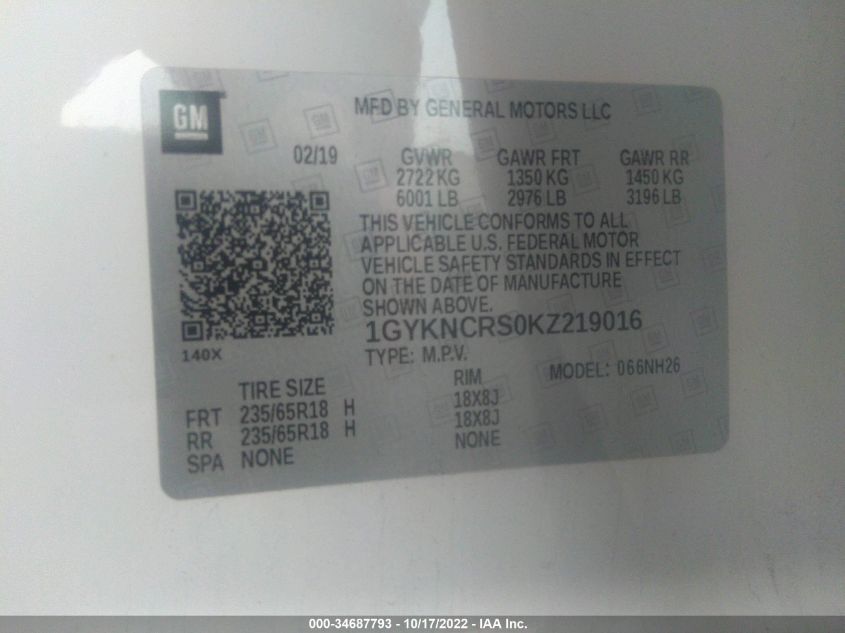 GM
MFD BY GENERAL MOTORS LLC
02/19 GVWR GAWR FRT GAWR RR
2722 KG 1350 KG 1450 KG
6001 LB 2976 LB 3196 LB
THIS VEHICLE CONFORMS TO ALL
APPLICABLE U.S. FEDERAL MOTOR
VEHICLE SAFETY STANDARDS IN EFFECT
ON THE DATE OF MANUFACTURE
SHOWN ABOVE.
1GYKNCRS0KZ219016
140X
TYPE: M.P.V.
MODEL: 066NH26
TIRE SIZE RIM
FRT 235/65R18 H 18X8J
RR 235/65R18 H 18X8J
SPA NONE NONE
000-34687793 - 10/17/2022 - IAA Inc.